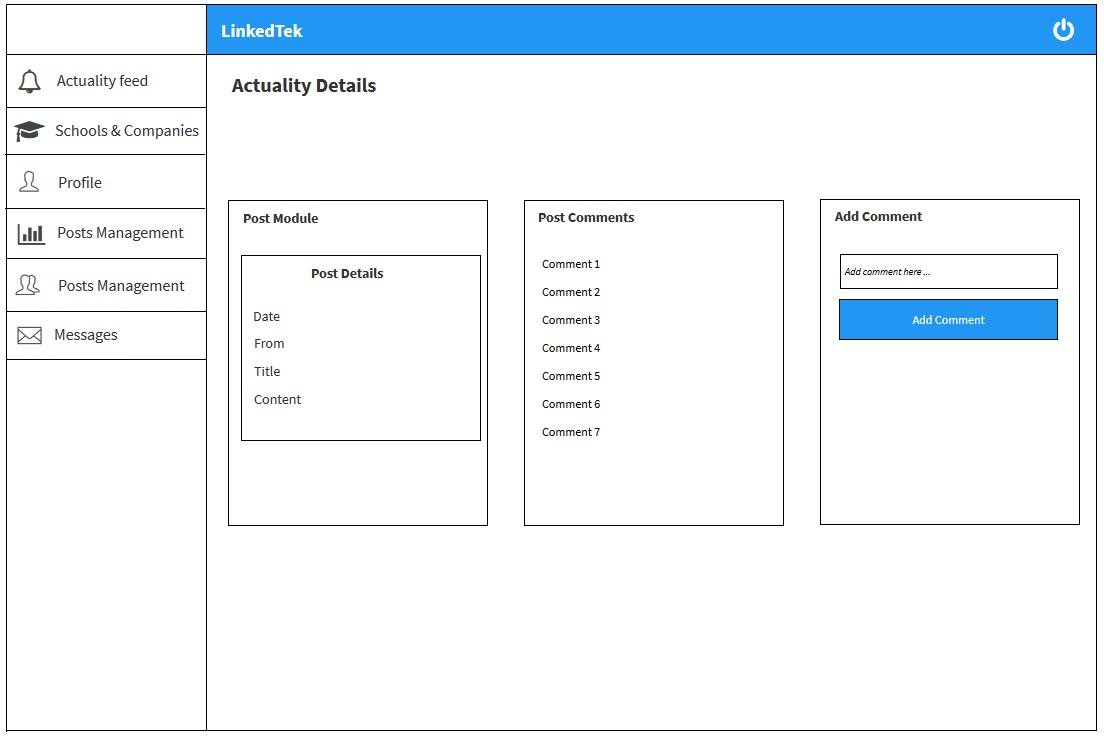 LinkedTek
Actuality feed
Schools & Companies
Profile
Posts Management
Posts Management
Messages
Actuality Details
Post Module
Post Details
Date
From
Title
Content
Post Comments
Comment 1
Comment 2
Comment 3
Comment 4
Comment 5
Comment 6
Comment 7
Add Comment
Add comment here ...
Add Comment